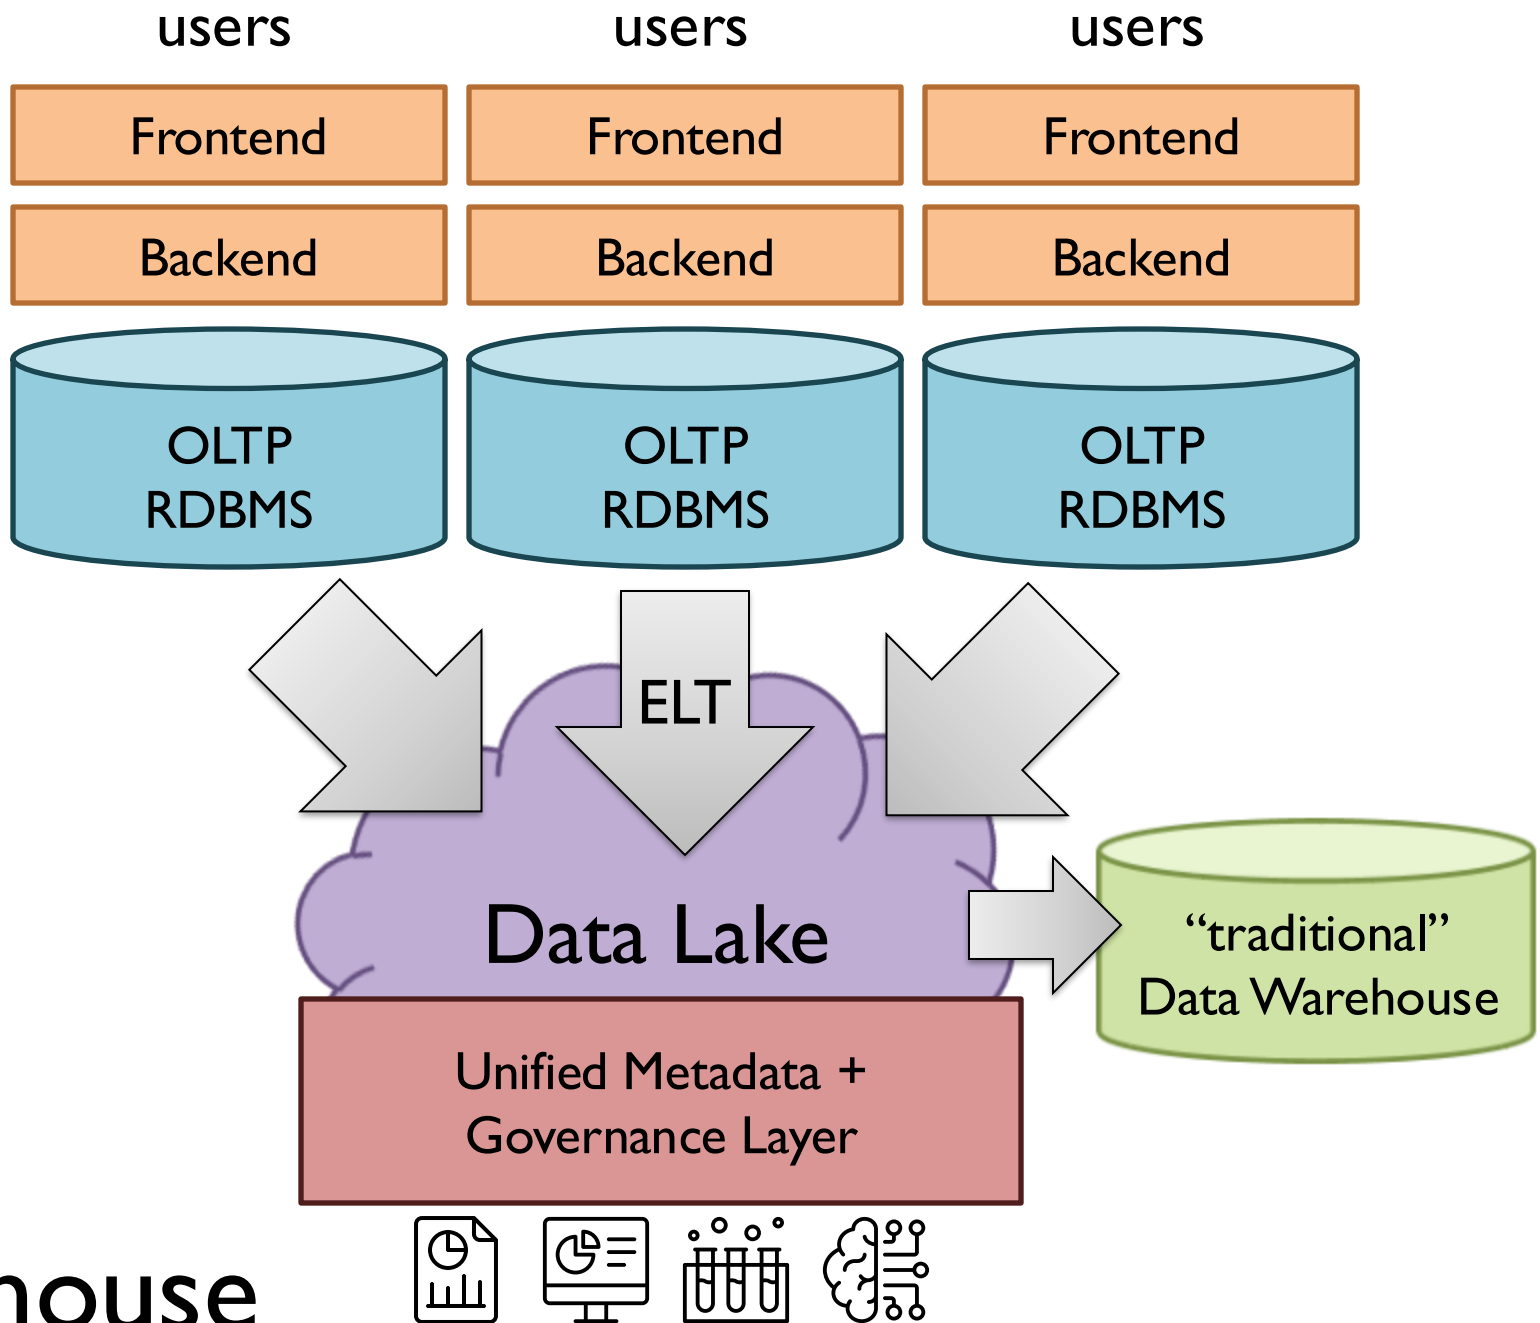 users users users
Frontend Frontend Frontend
Backend Backend Backend
OLTP OLTP OLTP
RDBMS RDBMS RDBMS
ELT
Data Lake
“traditional”
Data Warehouse
Unified Metadata +
Governance Layer
house